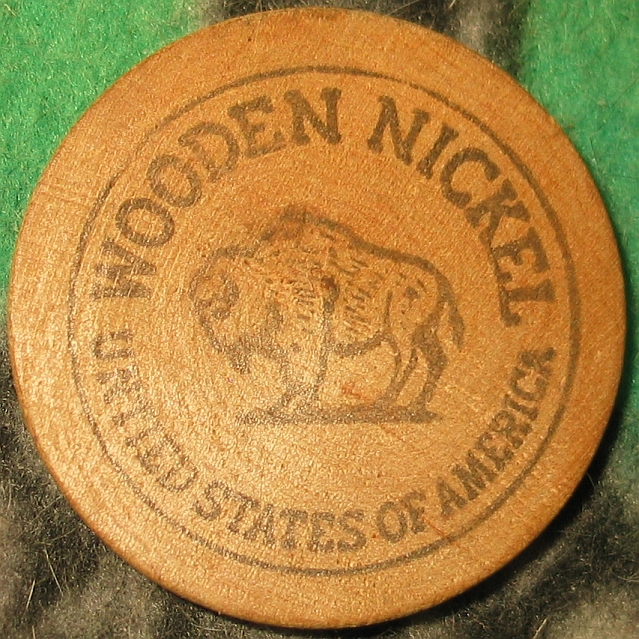 WOODEN NICKEL
UNITED STATES OF AMERICA